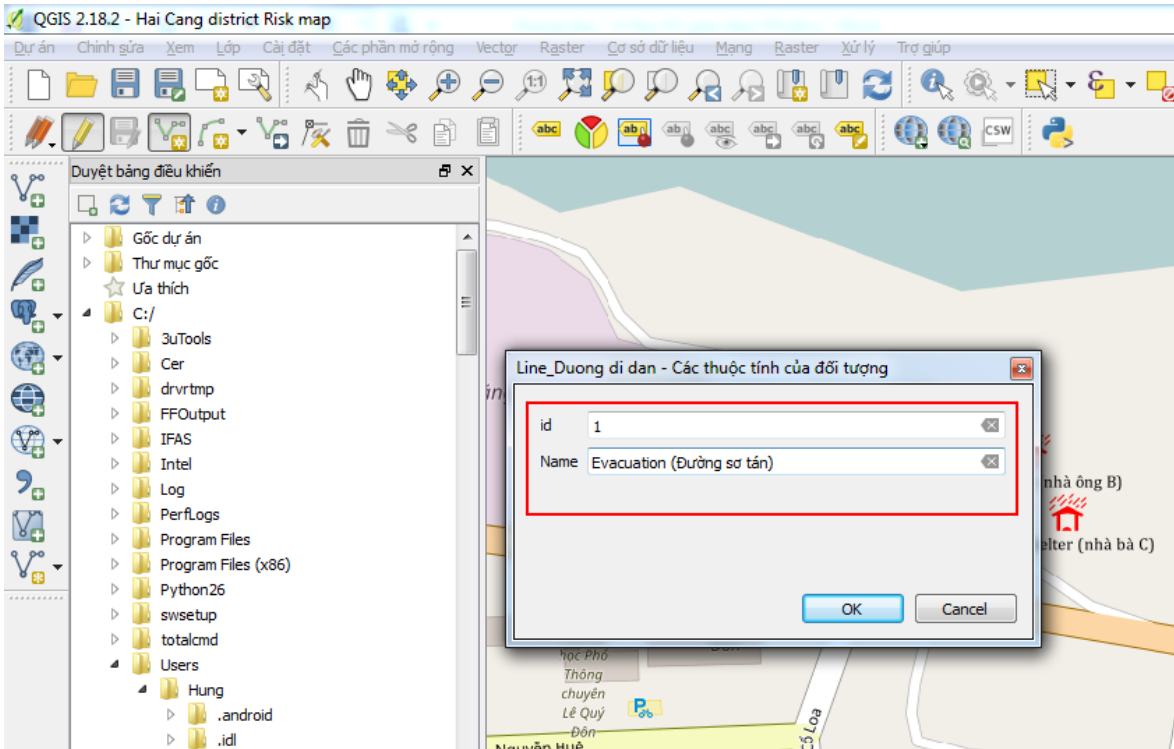 QGIS 2.18.2 - Hai Cang district Risk map
Dự án Chỉnh sửa Xem Lớp Cài đặt Các phần mở rộng Vector Raster Cơ sở dữ liệu Mạng Raster Xử lý Trợ giúp
1:1
abc ab abc abc abc abc CSW
Duyệt bảng điều khiển
Gốc dự án
Thư mục gốc
Ưa thích
C:/
3uTools
Cer
drvrtmp
FFOutput
IFAS
Intel
Log
PerfLogs
Program Files
Program Files (x86)
Python26
swsetup
totalcmd
Users
Hung
.android
.idl
Line_Duong di dan - Các thuộc tính của đối tượng
id 1
Name Evacuation (Đường sơ tán)
OK Cancel
nhà ông B)
elter (nhà bà C)
học Phổ
Thông
chuyên
Lê Quý
Đôn
Nguyễn Huệ
Cổ Loa